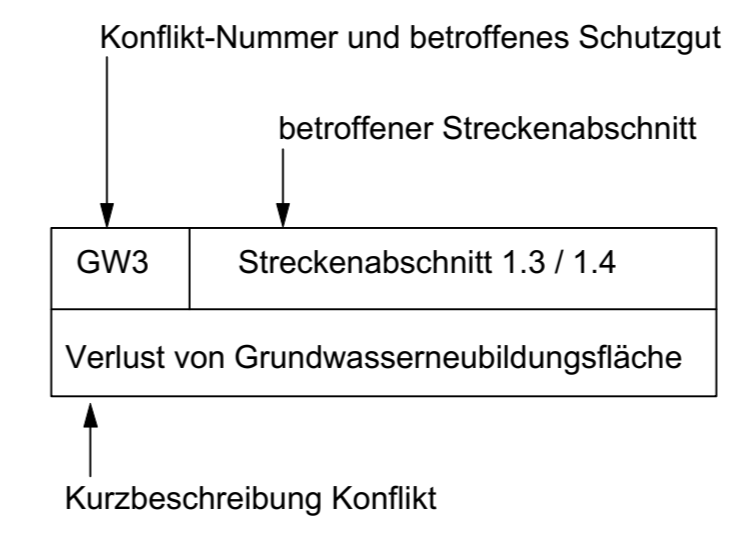 Konflikt-Nummer und betroffenes Schutzgut
betroffener Streckenabschnitt
GW3
Streckenabschnitt 1.3 / 1.4
Verlust von Grundwasserneubildungsfläche
Kurzbeschreibung Konflikt